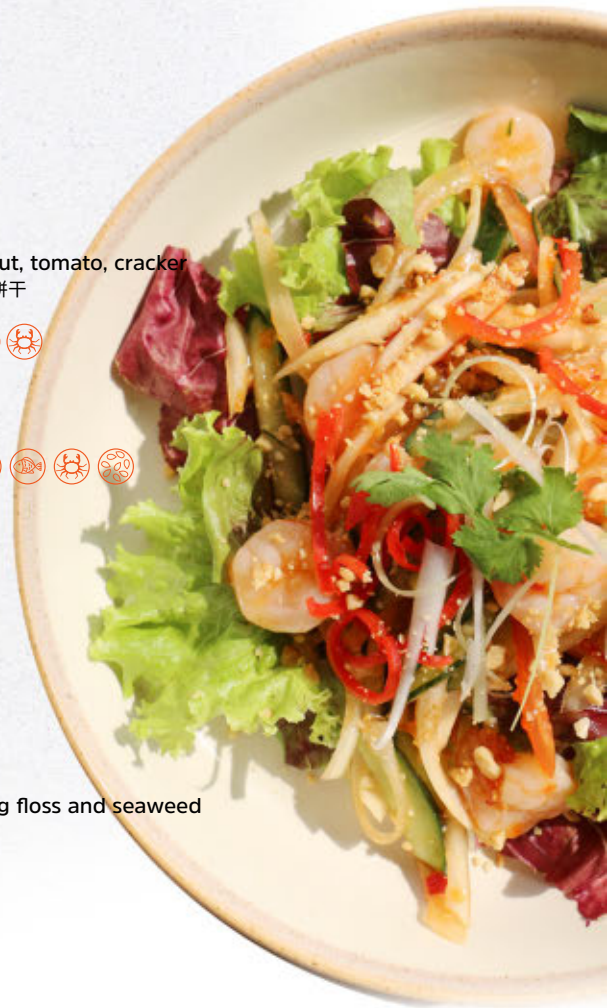 ut, tomato, cracker
饼干
g floss and seaweed